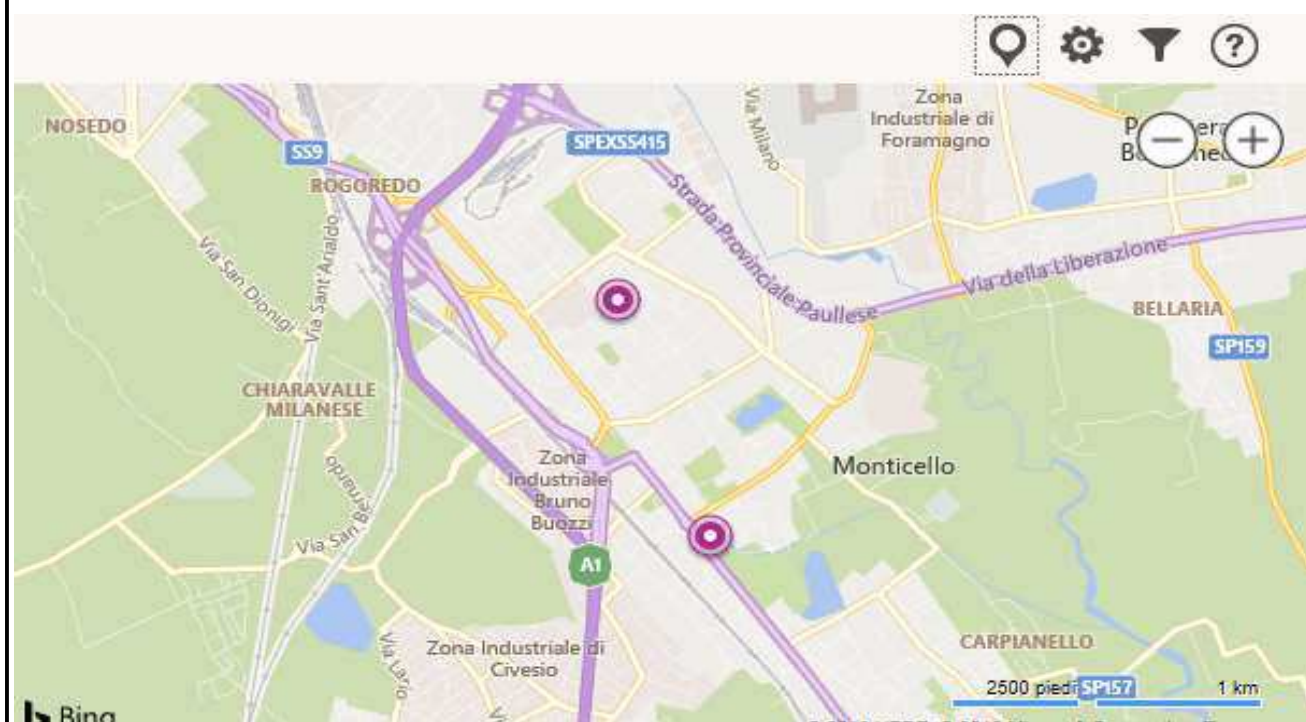 ?
NOSEDO
SS9
SPEXSS415
Via Milano
Zona
Industriale di
Foramagno
ROGOREDO
Via San Dionigi
Via Sant'Arialdo
Strada Provinciale Paullese
Via della Liberazione
BELLARIA
SP159
CHIARAVALLE
MILANESE
Zona
Industriale
Bruno
Buozzi
Monticello
Via San Bernardo
A1
Via Lario
Zona Industriale di
Civesio
CARPIANELLO
2500 piedi
SP157
1 km
Bing